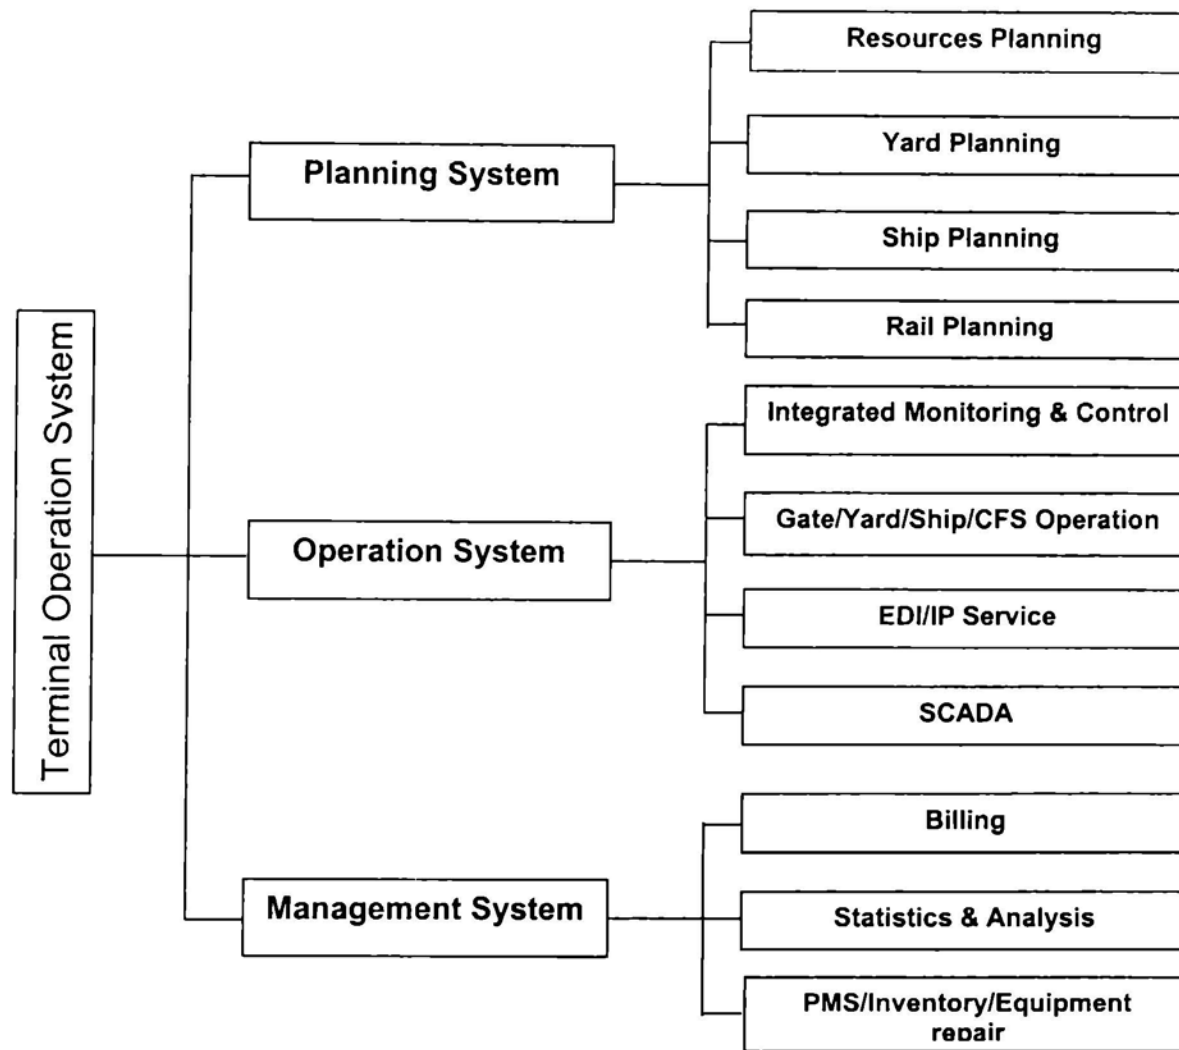 Resources Planning
Planning System
Yard Planning
Ship Planning
Rail Planning
Terminal Operation System
Integrated Monitoring & Control
Gate/Yard/Ship/CFS Operation
Operation System
EDI/IP Service
SCADA
Billing
Management System
Statistics & Analysis
PMS/Inventory/Equipment
repair